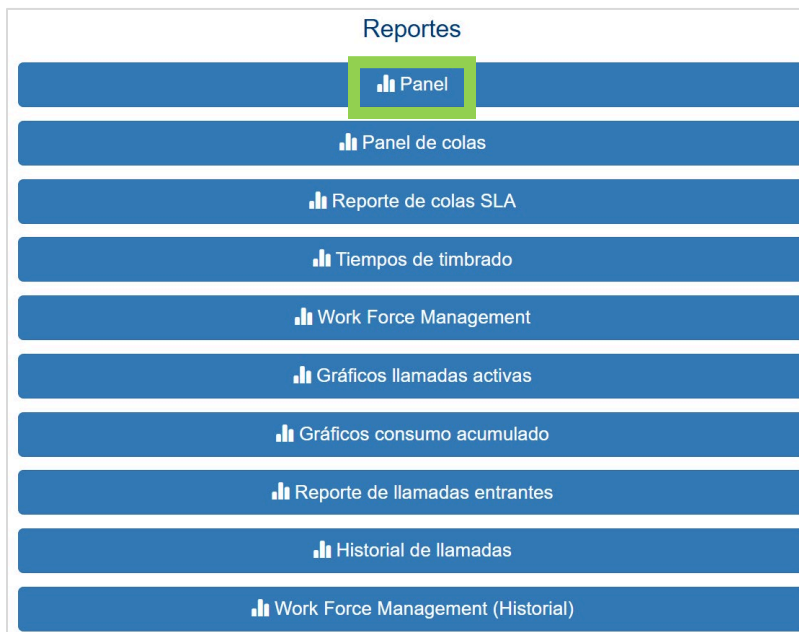 Reportes
Panel
Panel de colas
Reporte de colas SLA
Tiempos de timbrado
Work Force Management
Gráficos llamadas activas
Gráficos consumo acumulado
Reporte de llamadas entrantes
Historial de llamadas
Work Force Management (Historial)